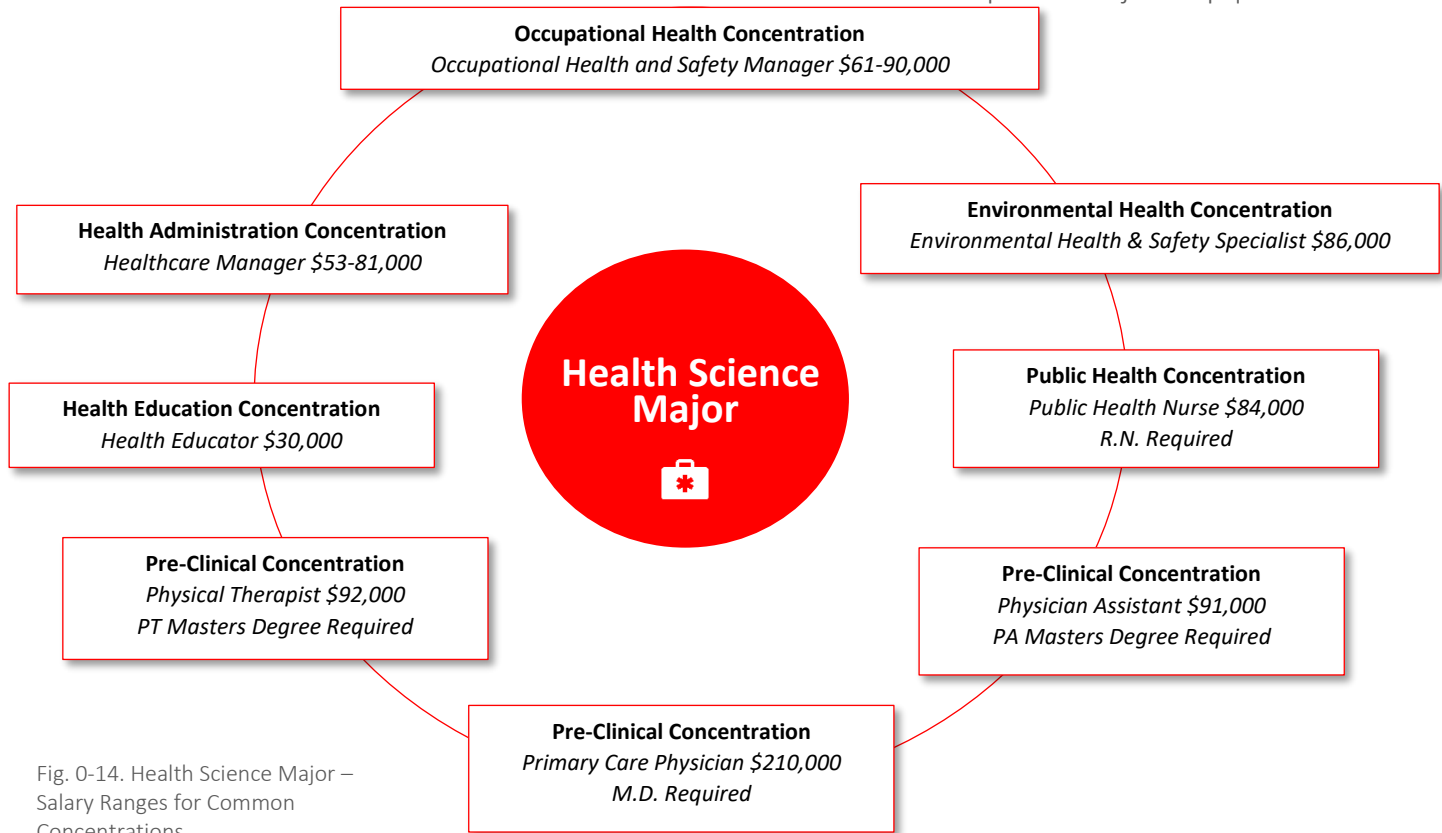 Occupational Health Concentration
Occupational Health and Safety Manager $61-90,000
Health Administration Concentration
Healthcare Manager $53-81,000
Environmental Health Concentration
Environmental Health & Safety Specialist $86,000
Health Science
Major
Public Health Concentration
Public Health Nurse $84,000
R.N. Required
Health Education Concentration
Health Educator $30,000
Pre-Clinical Concentration
Physical Therapist $92,000
PT Masters Degree Required
Pre-Clinical Concentration
Physician Assistant $91,000
PA Masters Degree Required
Pre-Clinical Concentration
Primary Care Physician $210,000
M.D. Required
Fig. 0-14. Health Science Major –
Salary Ranges for Common
Concentrations